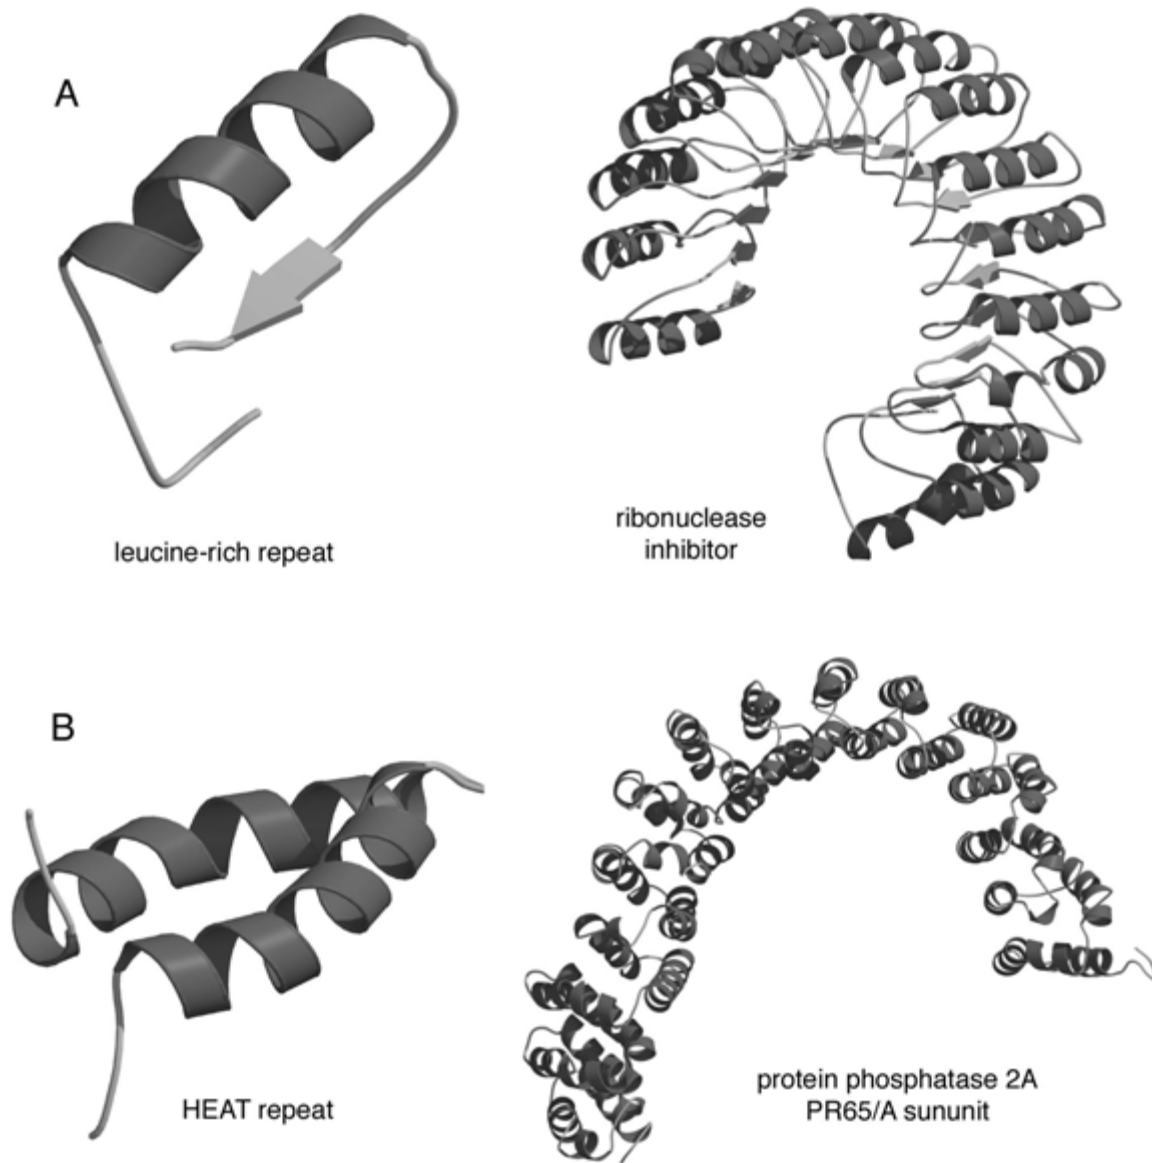 A
leucine-rich repeat
ribonuclease
inhibitor
B
HEAT repeat
protein phosphatase 2A
PR65/A sununit